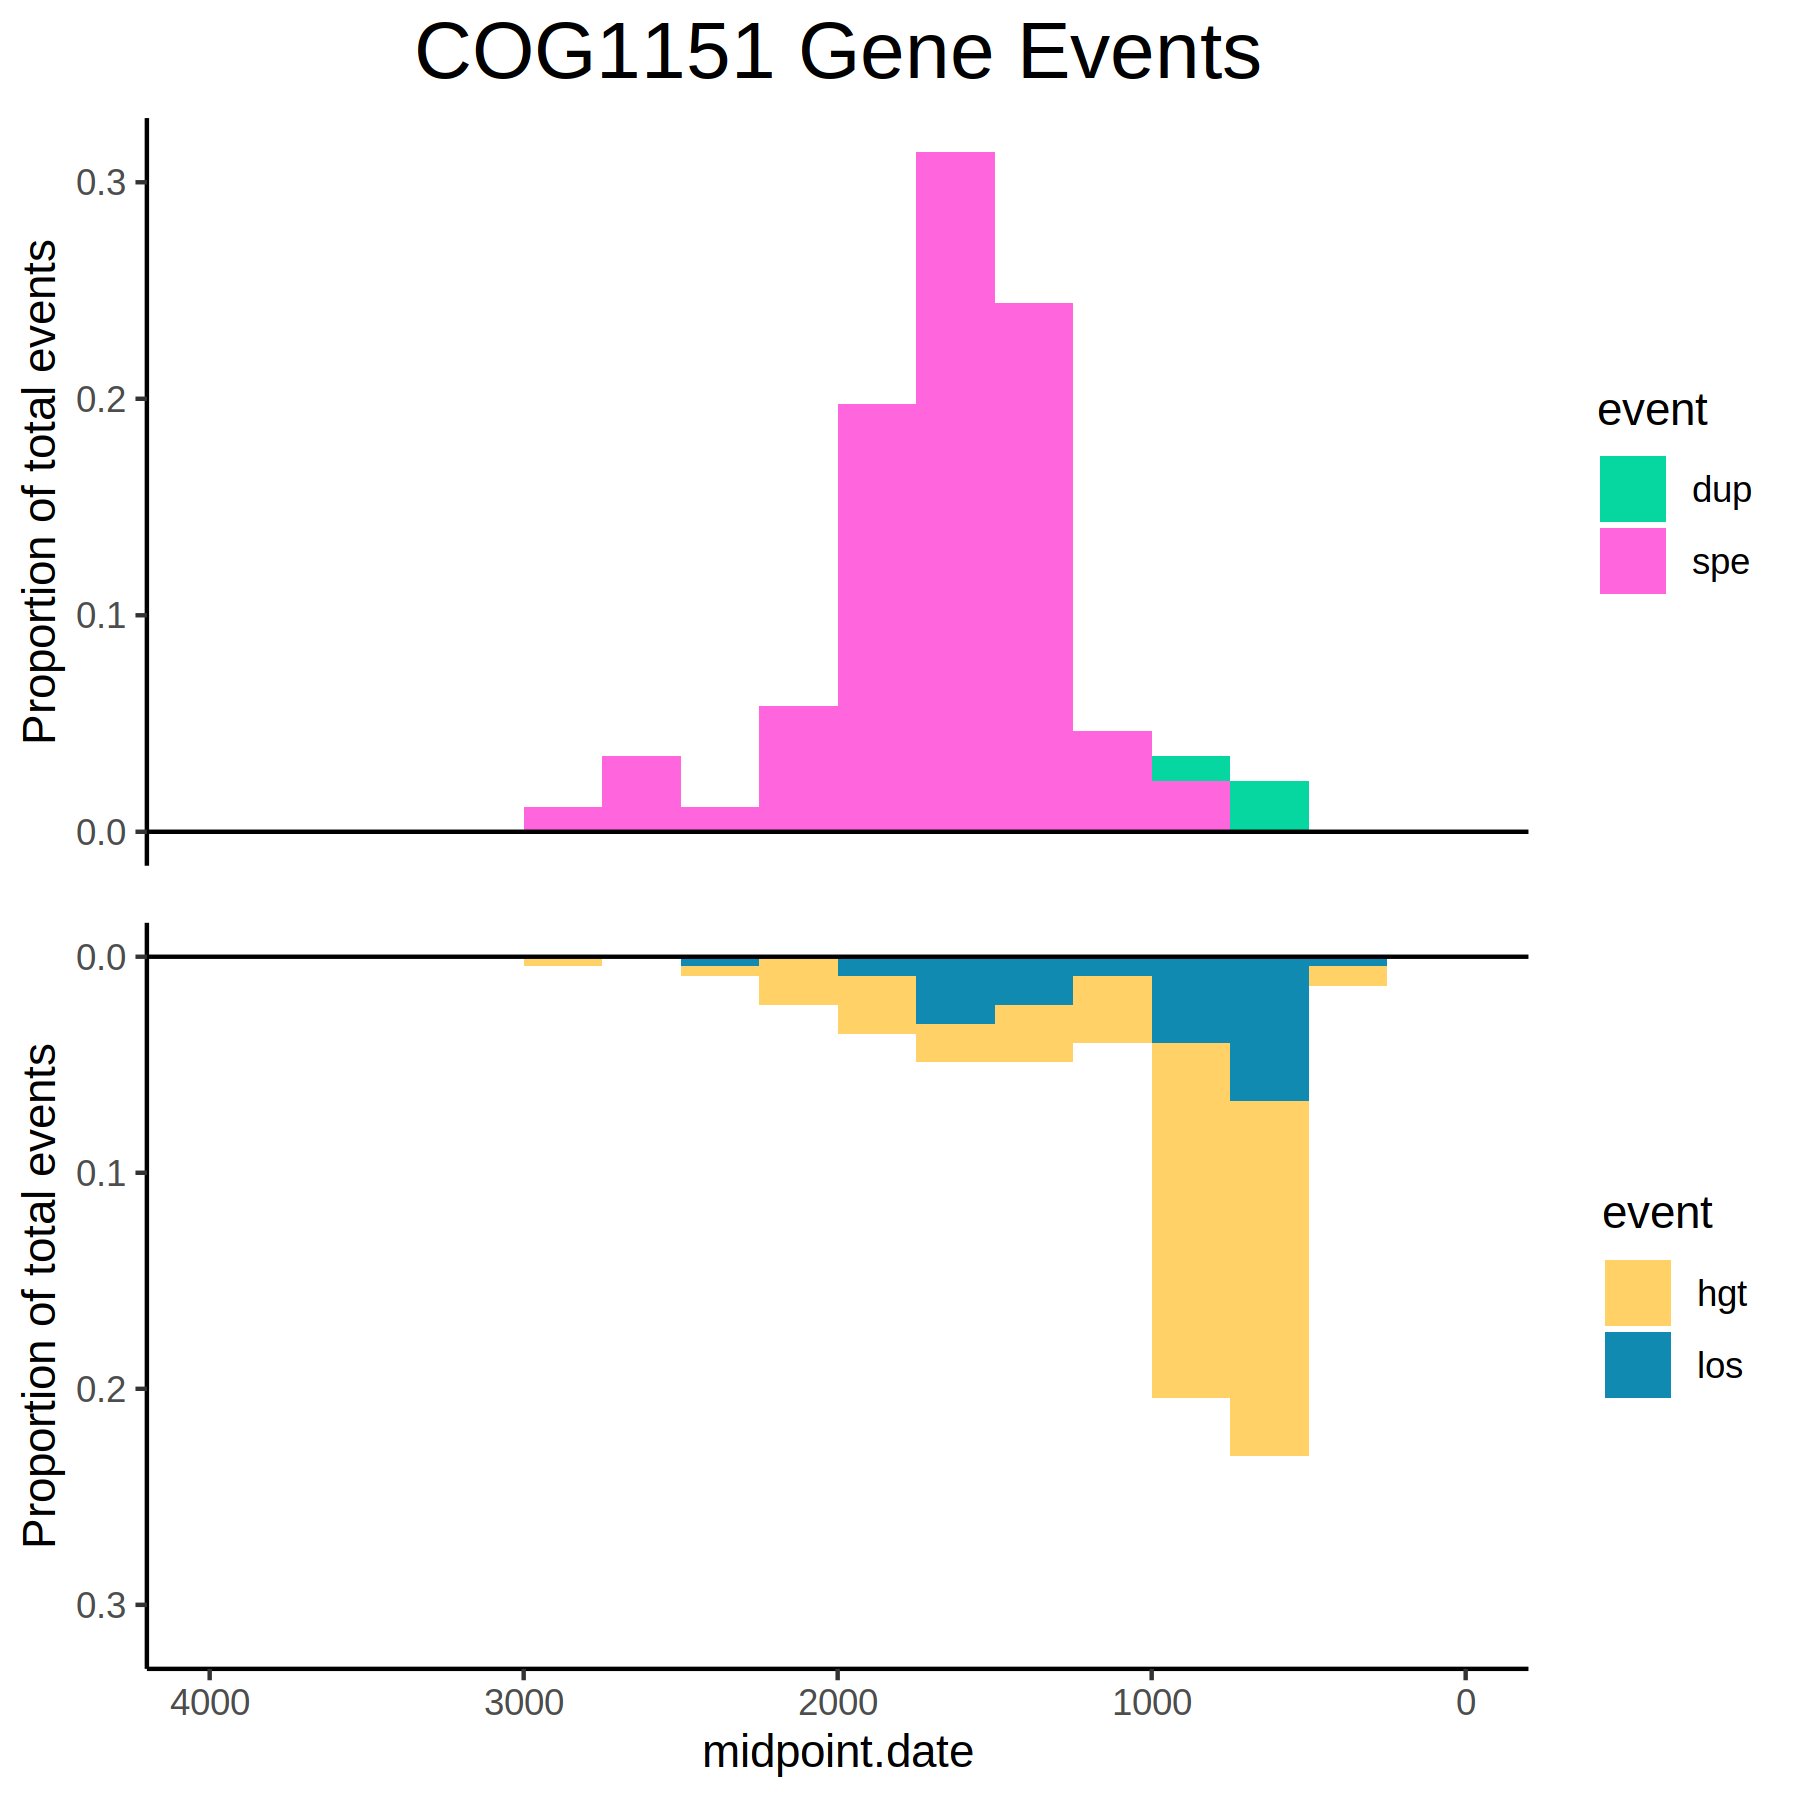 COG1151 Gene Events
Proportion of total events
0.3
0.2
0.1
0.0
event
dup
spe
Proportion of total events
0.0
0.1
0.2
0.3
event
hgt
los
4000 3000 2000 1000 0
midpoint.date